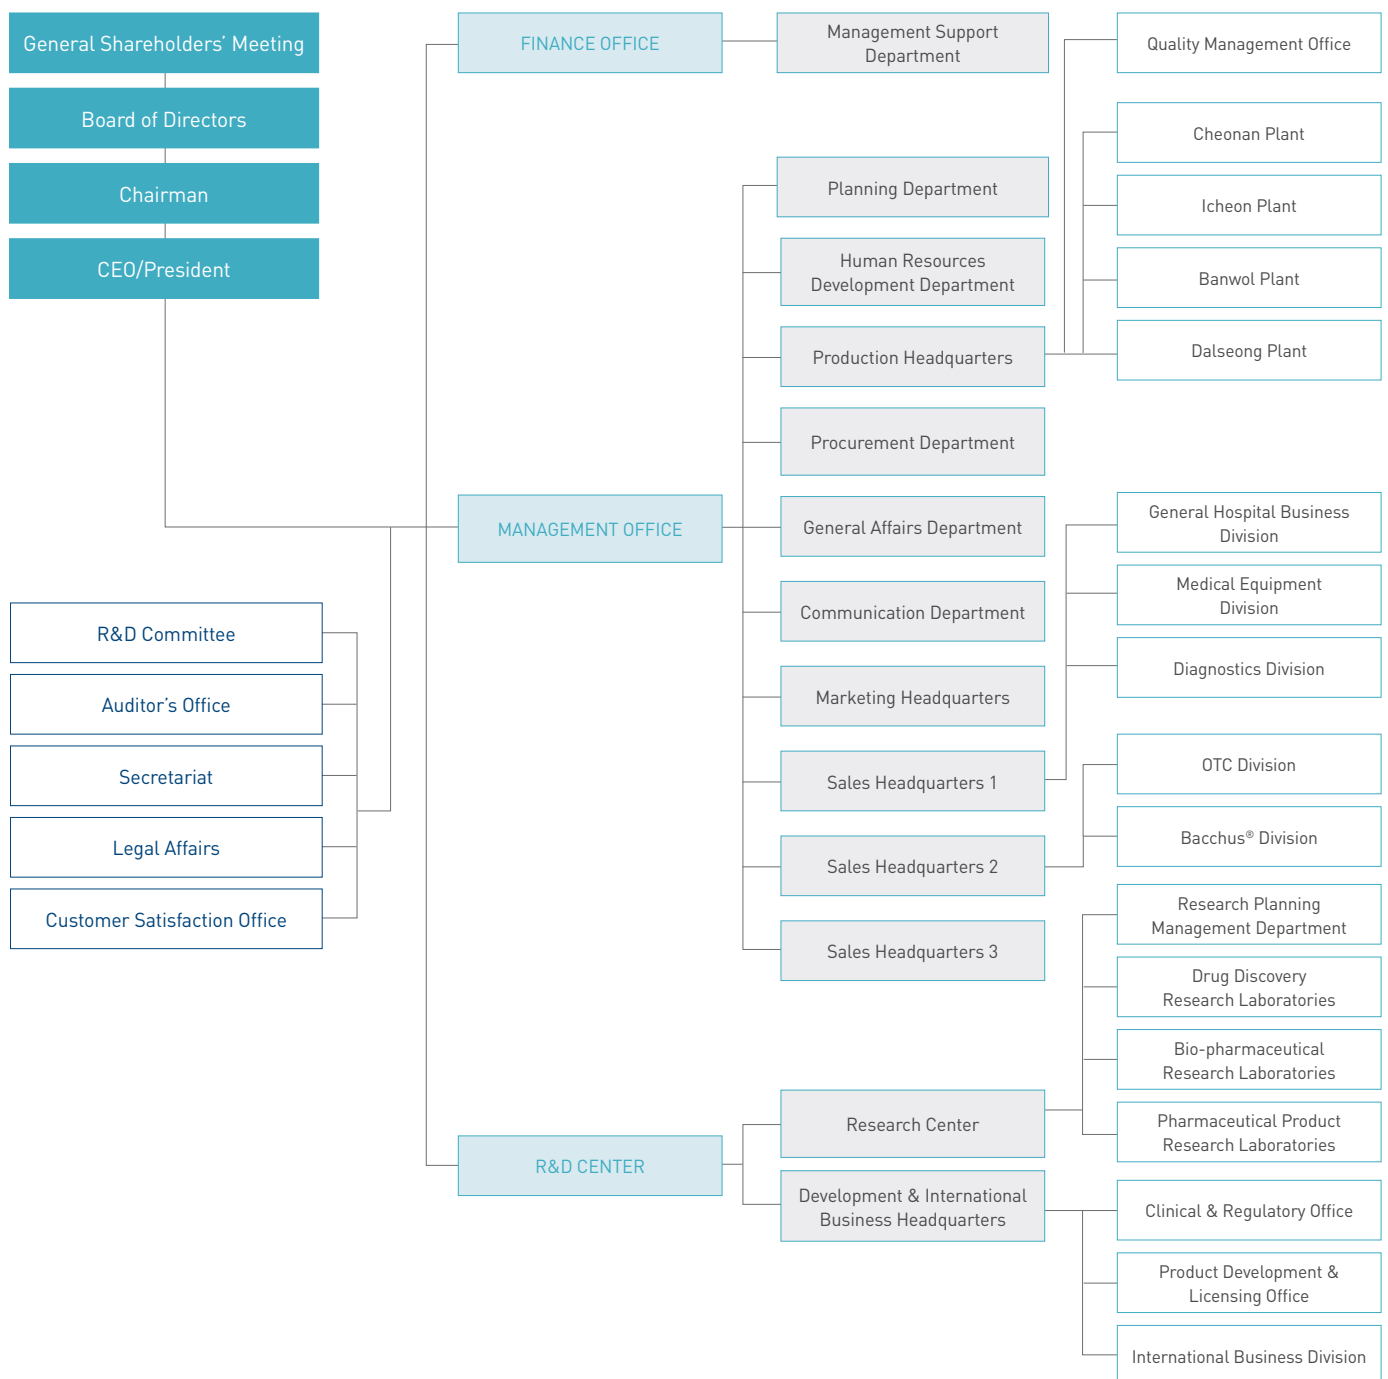 General Shareholders’ Meeting
Board of Directors
Chairman
CEO/President
R&D Committee
Auditor’s Office
Secretariat
Legal Affairs
Customer Satisfaction Office
FINANCE OFFICE
MANAGEMENT OFFICE
R&D CENTER
Management Support
Department
Planning Department
Human Resources
Development Department
Production Headquarters
Procurement Department
General Affairs Department
Communication Department
Marketing Headquarters
Sales Headquarters 1
Sales Headquarters 2
Sales Headquarters 3
Research Center
Development & International
Business Headquarters
Quality Management Office
Cheonan Plant
Icheon Plant
Banwol Plant
Dalseong Plant
General Hospital Business
Division
Medical Equipment
Division
Diagnostics Division
OTC Division
Bacchus® Division
Research Planning
Management Department
Drug Discovery
Research Laboratories
Bio-pharmaceutical
Research Laboratories
Pharmaceutical Product
Research Laboratories
Clinical & Regulatory Office
Product Development &
Licensing Office
International Business Division